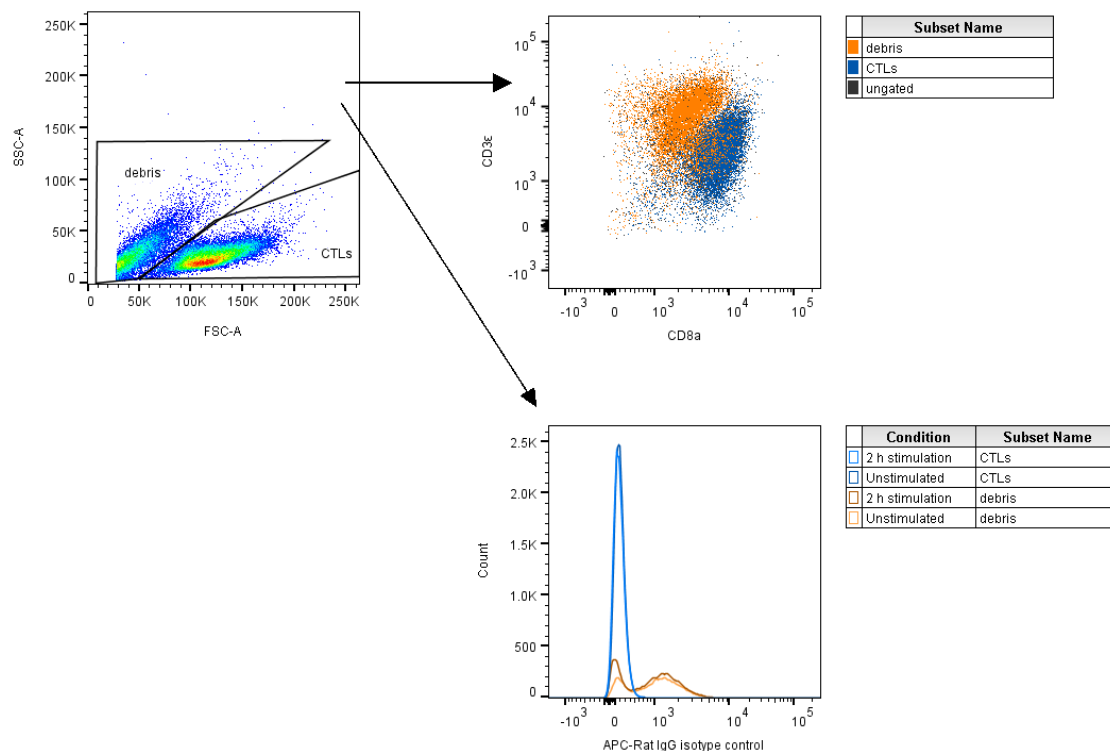 250K
200K
150K
100K
50K
0
SSC-A
debris
CTLs
0 50K 100K 150K 200K 250K
FSC-A
10^5
10^4
10^3
0
-10^3
CD3ε
-10^3 0 10^3 10^4 10^5
CD8a
Subset Name
debris
CTLs
ungated
2.5K
2.0K
1.5K
1.0K
500
0
Count
-10^3 0 10^3 10^4 10^5
APC-Rat IgG isotype control
Condition Subset Name
2 h stimulation CTLs
Unstimulated CTLs
2 h stimulation debris
Unstimulated debris